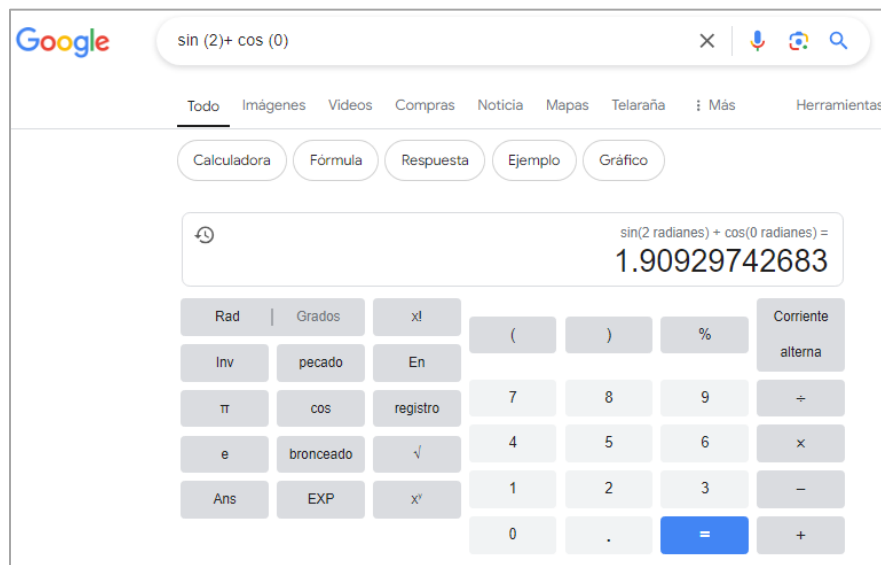 Google
sin (2)+ cos (0)
Todo Imágenes Videos Compras Noticia Mapas Telaraña Más Herramientas
Calculadora Fórmula Respuesta Ejemplo Gráfico
sin(2 radianes) + cos(0 radianes) =
1.90929742683
Rad | Grados x! ( ) % Corriente alterna
Inv pecado En
π cos registro 7 8 9 ÷
e bronceado √ 4 5 6 ×
Ans EXP xʸ 1 2 3 −
0 . = +